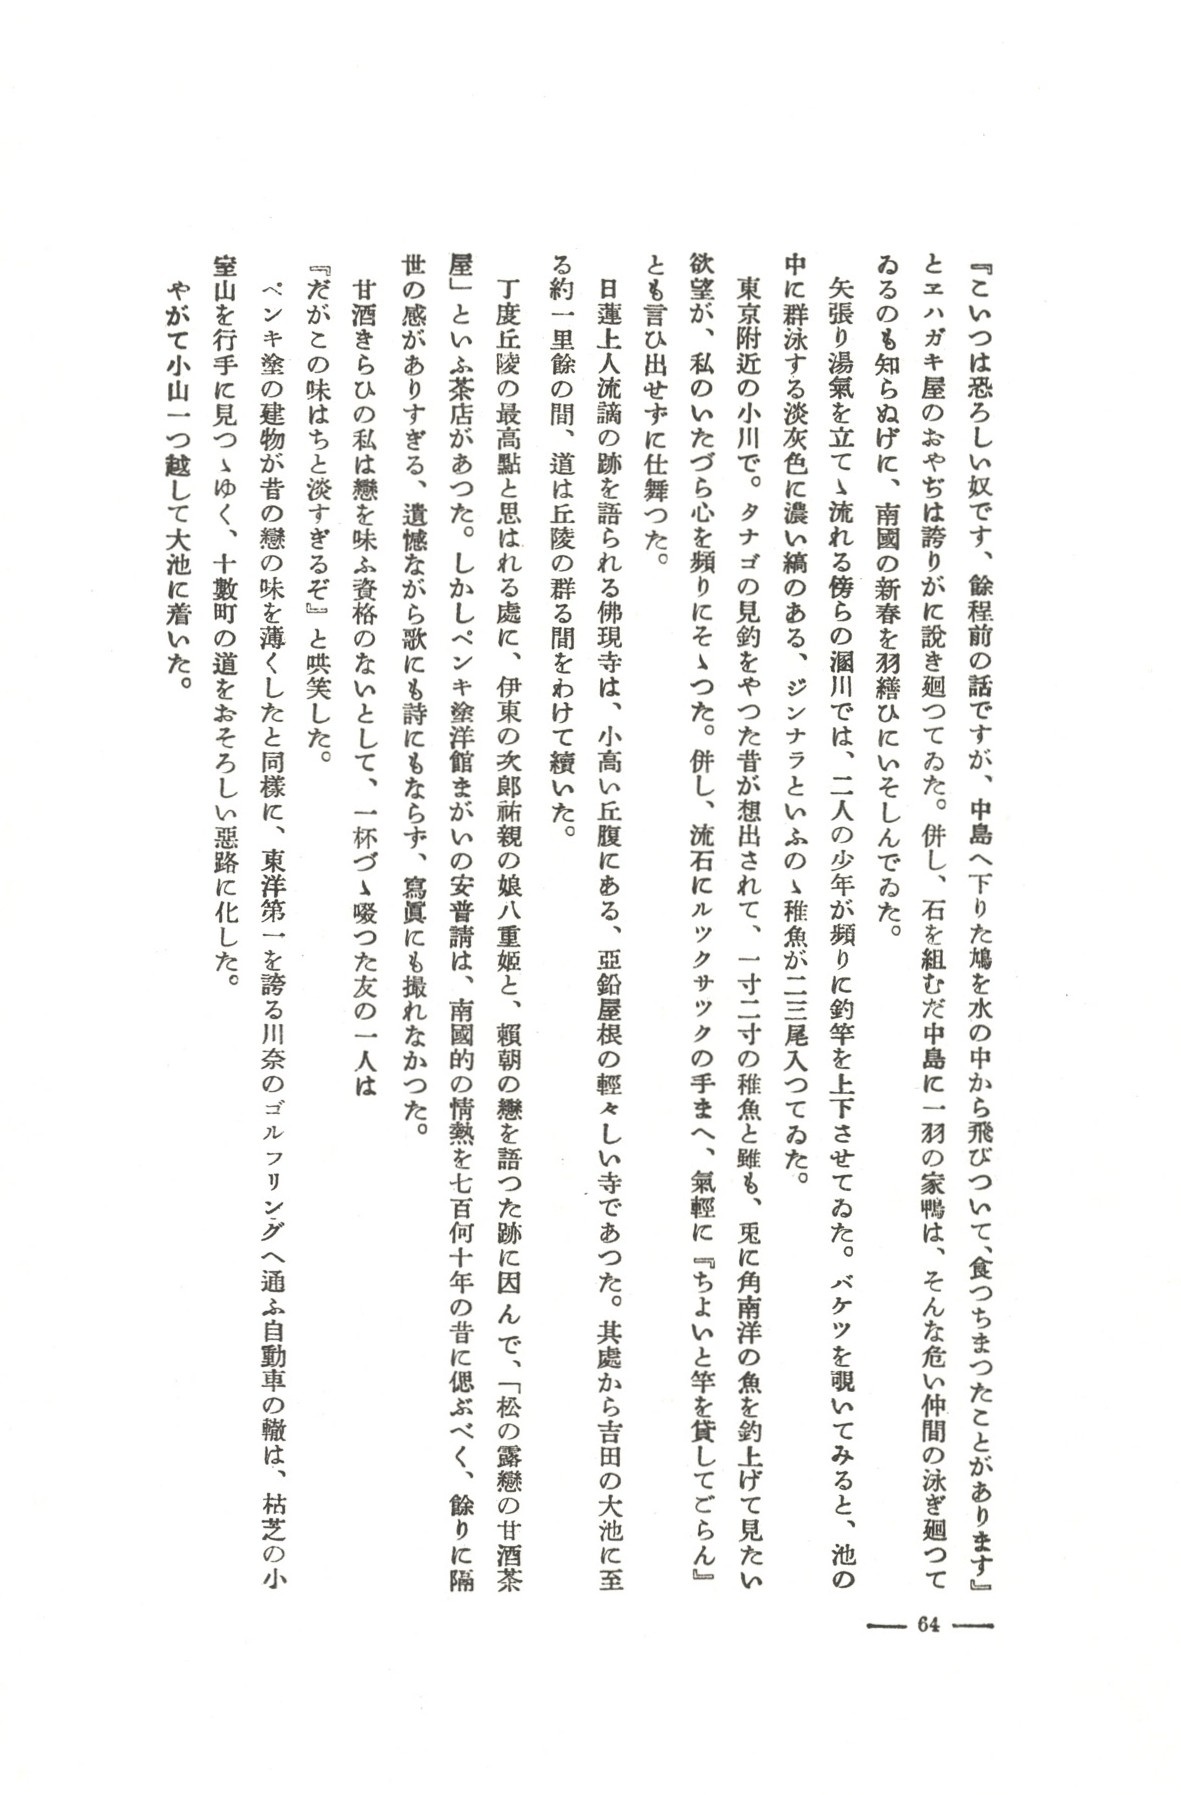 『こいつは恐ろしい奴です、餘程前の話ですが、中島へ下りた鳩を水の中から飛びついて、食つちまつたことがあります』
とヱハガキ屋のおやぢは誇りがに說き廻つてゐた。併し、石を組むだ中島に一羽の家鴨は、そんな危い仲間の泳ぎ廻つて
ゐるのも知らぬげに、南國の新春を羽繕ひにいそしんでゐた。
矢張り湯氣を立てゝ流れる傍らの溷川では、二人の少年が頻りに釣竿を上下させてゐた。バケツを覗いてみると、池の
中に群泳する淡灰色に濃い縞のある、ジンナラといふのゝ稚魚が二三尾入つてゐた。
東京附近の小川で。タナゴの見釣をやつた昔が想出されて、一寸二寸の稚魚と雖も、兎に角南洋の魚を釣上げて見たい
欲望が、私のいたづら心を頻りにそゝつた。併し、流石にルツクサツクの手まへ、氣輕に『ちよいと竿を貸してごらん』
とも言ひ出せずに仕舞つた。
日蓮上人流謫の跡を語られる佛現寺は、小高い丘腹にある、亞鉛屋根の輕々しい寺であつた。其處から吉田の大池に至
る約一里餘の間、道は丘陵の群る間をわけて續いた。
丁度丘陵の最高點と思はれる處に、伊東の次郎祐親の娘八重姬と、賴朝の戀を語つた跡に因んで、「松の露戀の甘酒茶
屋」といふ茶店があつた。しかしペンキ塗洋館まがいの安普請は、南國的の情熱を七百何十年の昔に偲ぶべく、餘りに隔
世の感がありすぎる、遺憾ながら歌にも詩にもならず、寫眞にも撮れなかつた。
甘酒きらひの私は戀を味ふ資格のないとして、一杯づゝ啜つた友の一人は
『だがこの味はちと淡すぎるぞ』と哄笑した。
ペンキ塗の建物が昔の戀の味を薄くしたと同樣に、東洋第一を誇る川奈のゴルフリングへ通ふ自動車の轍は、枯芝の小
室山を行手に見つゝゆく、十數町の道をおそろしい惡路に化した。
やがて小山一つ越して大池に着いた。
64